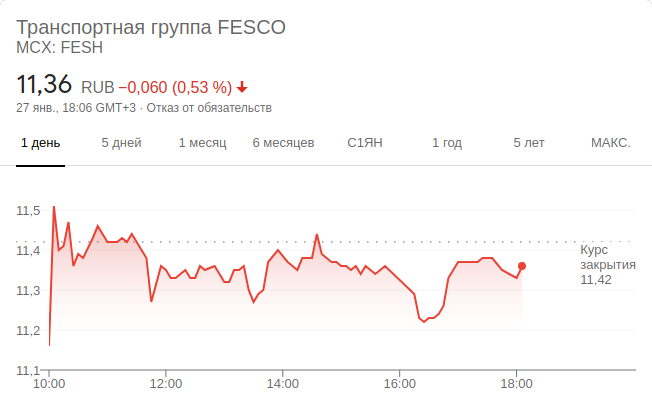 Транспортная группа FESCO
MCX: FESH
11,36 RUB −0,060 (0,53 %)
27 янв., 18:06 GMT+3 · Отказ от обязательств
1 день 5 дней 1 месяц 6 месяцев С1ЯН 1 год 5 лет МАКС.
11,5
11,4
11,3
11,2
11,1
Курс
закрытия
11,42
10:00 12:00 14:00 16:00 18:00